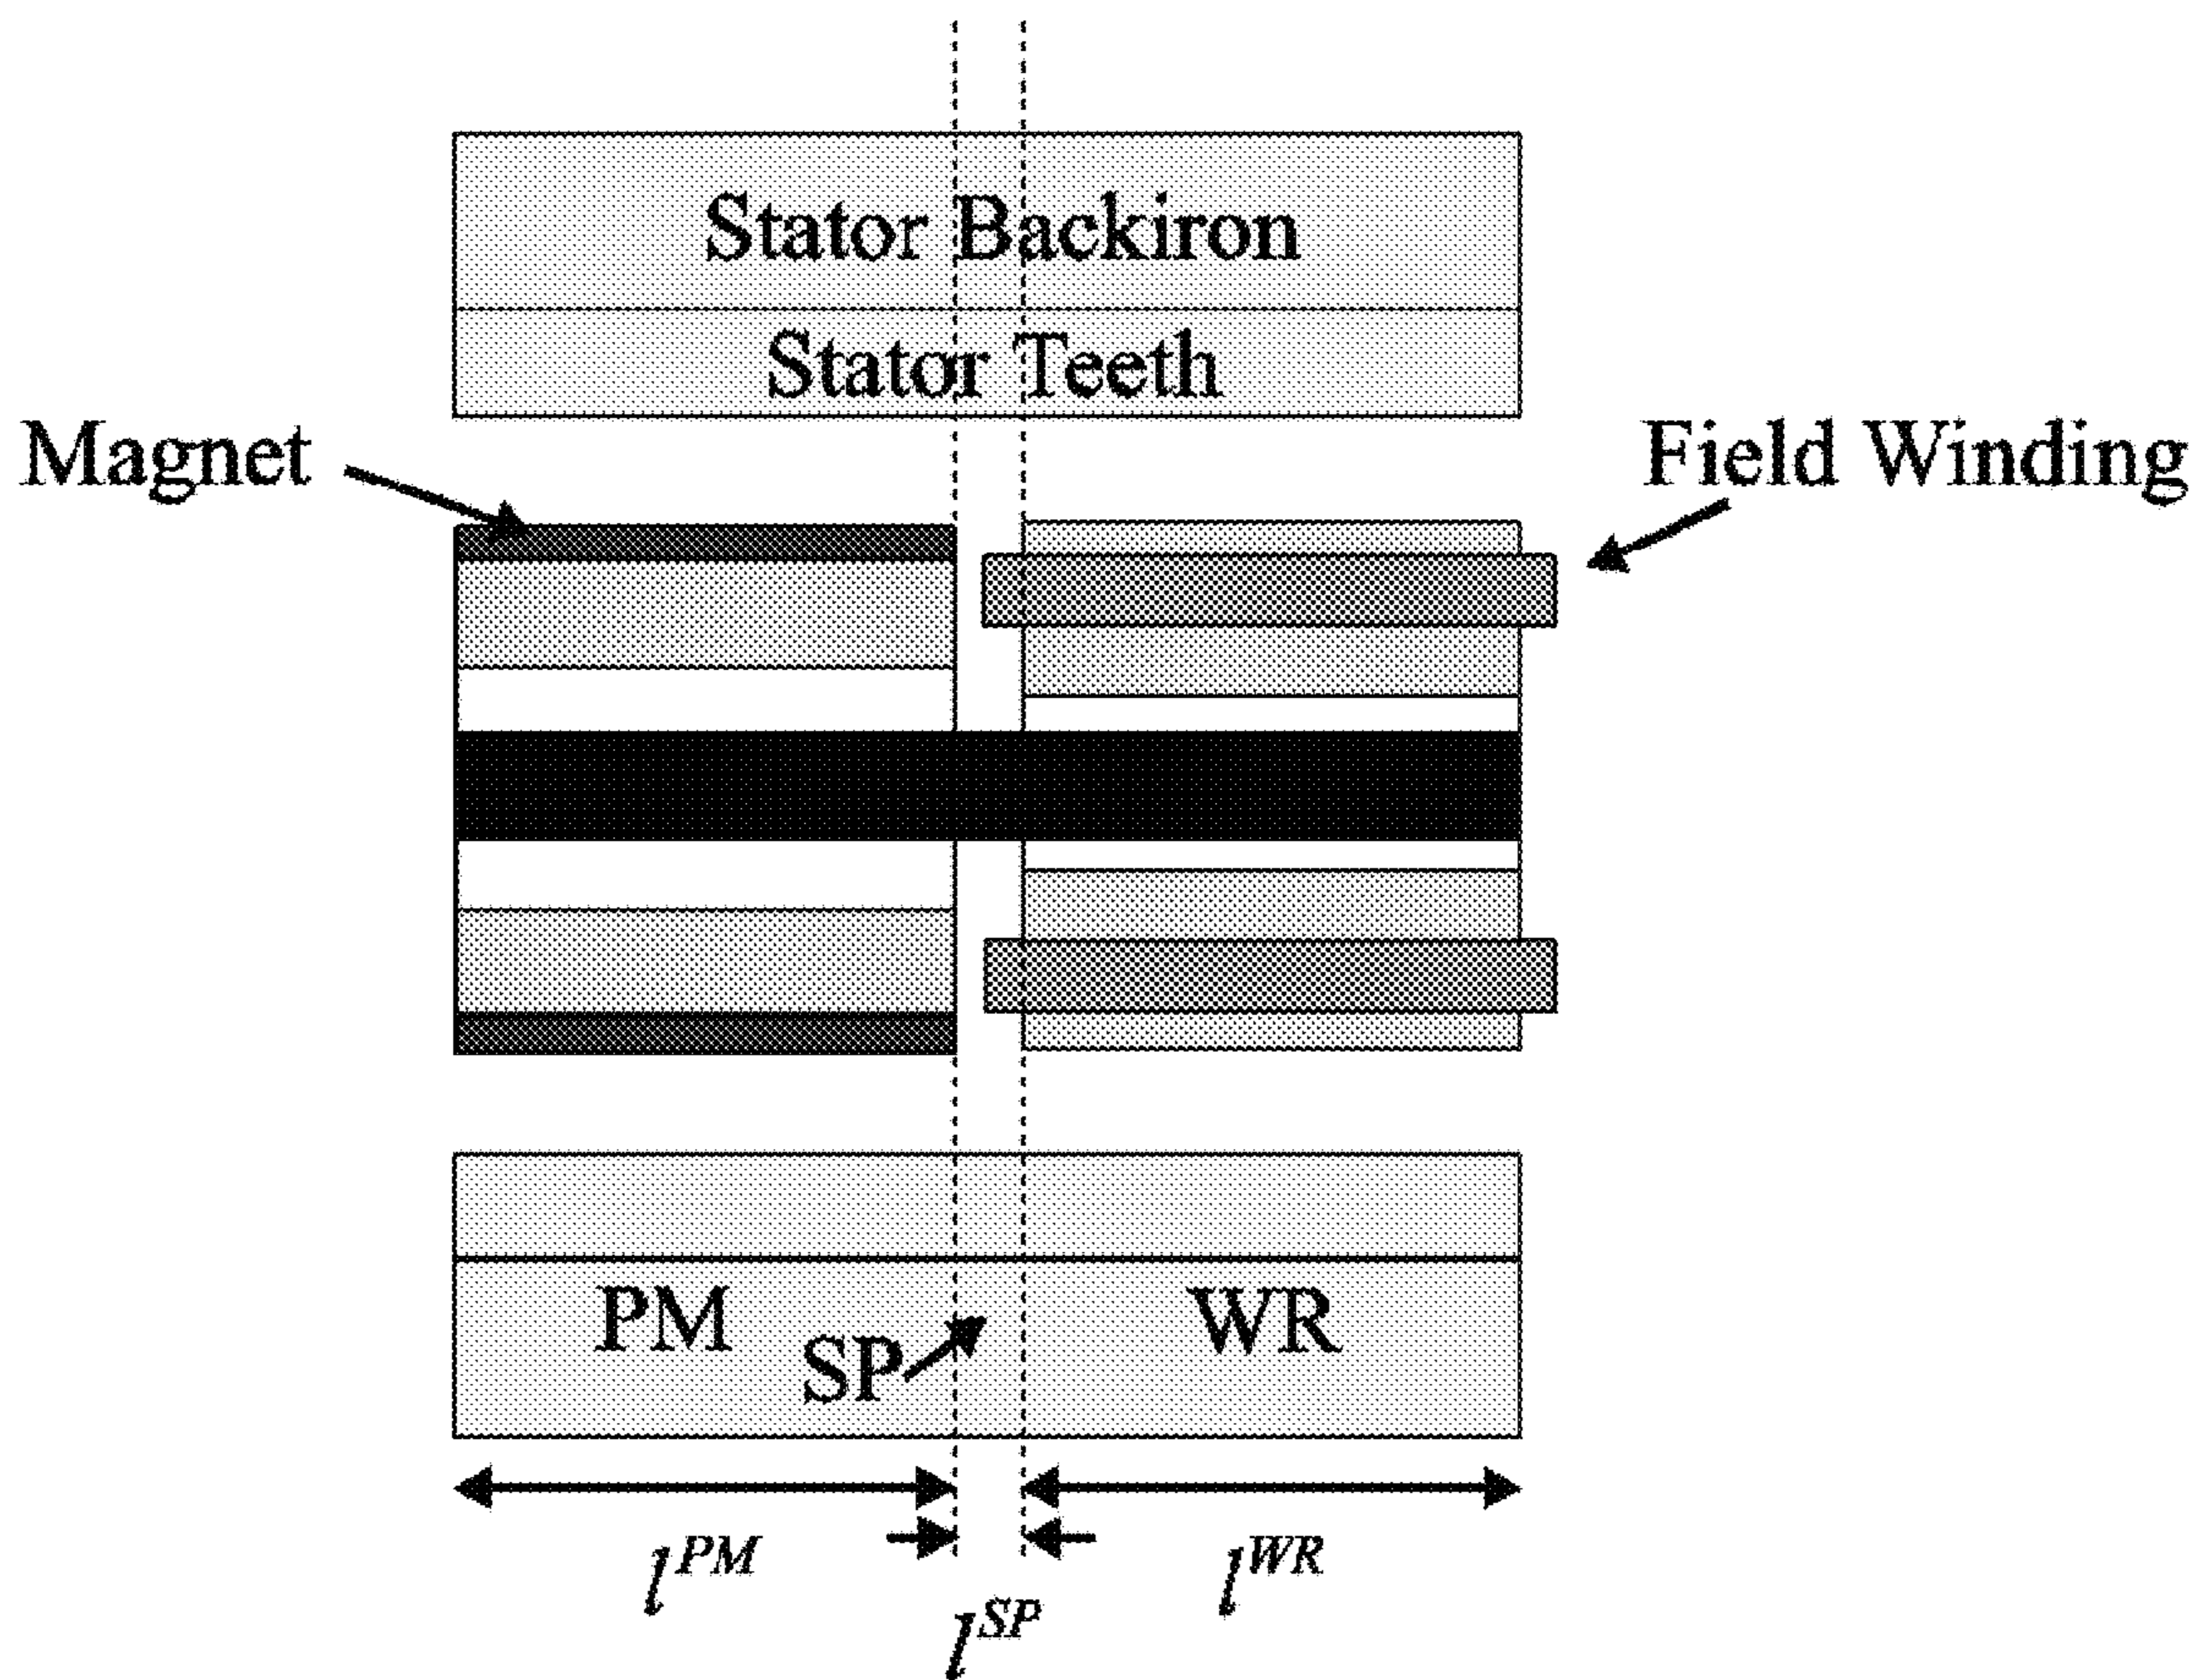 Stator Backiron
Stator Teeth
Magnet
Field Winding
PM
SP
WR
l^PM
l^SP
l^WR